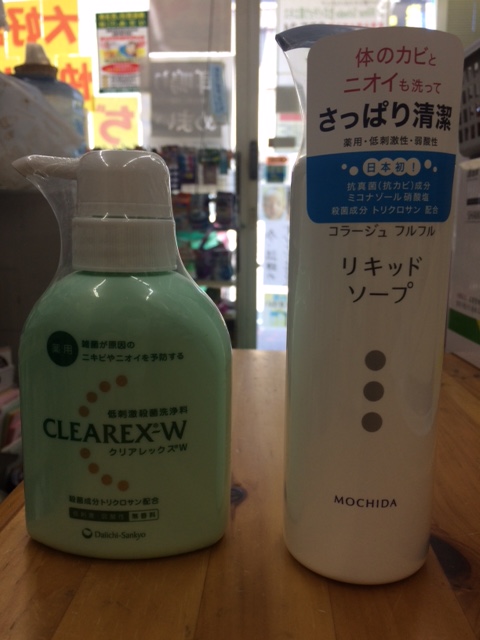 薬用
雑菌が原因の
ニキビやニオイを予防する
低刺激殺菌洗浄料
CLEAREX-W
クリアレックスW
殺菌成分トリクロサン配合
無香料
Daiichi-Sankyo
体のカビと
ニオイも洗って
さっぱり清潔
薬用・低刺激性・弱酸性
日本初!
抗真菌(抗カビ)成分
ミコナゾール硝酸塩
殺菌成分 トリクロサン 配合
コラージュ フルフル
リキッド
ソープ
MOCHIDA
大好